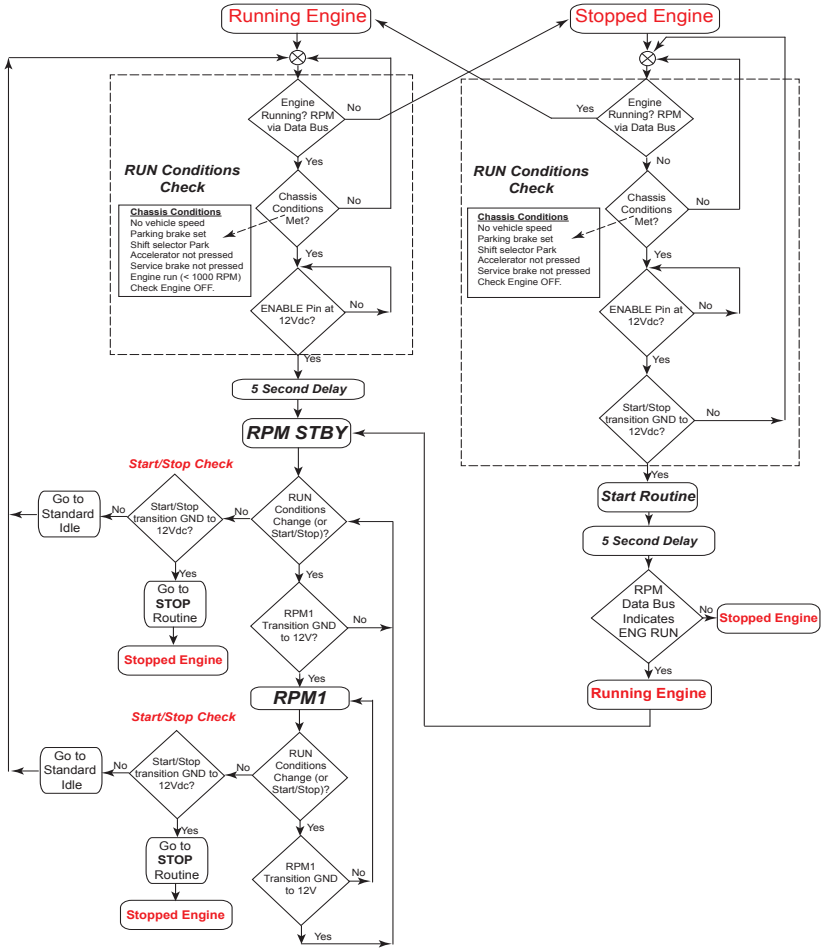 Running Engine
Stopped Engine
Engine
Running? RPM
via Data Bus
No
Yes
RUN Conditions
Check
Chassis Conditions
No vehicle speed
Parking brake set
Shift selector Park
Accelerator not pressed
Service brake not pressed
Engine run (< 1000 RPM)
Check Engine OFF.
Chassis
Conditions
Met?
No
Yes
ENABLE Pin at
12Vdc?
No
Yes
5 Second Delay
RPM STBY
Start/Stop Check
RUN
Conditions
Change (or
Start/Stop)?
No
Yes
Start/Stop
transition GND to
12Vdc?
No
Yes
Go to
Standard
Idle
Go to
STOP
Routine
Stopped Engine
RPM1
Transition GND
to 12V?
No
Yes
RPM1
Start/Stop Check
RUN
Conditions
Change (or
Start/Stop)?
No
Yes
Start/Stop
transition GND to
12Vdc?
No
Yes
Go to
Standard
Idle
Go to
STOP
Routine
Stopped Engine
RPM1
Transition GND
to 12V
No
Yes
Engine
Running? RPM
via Data Bus
Yes
No
RUN Conditions
Check
Chassis Conditions
No vehicle speed
Parking brake set
Shift selector Park
Accelerator not pressed
Service brake not pressed
Check Engine OFF.
Chassis
Conditions
Met?
No
Yes
ENABLE Pin at
12Vdc?
No
Yes
Start/Stop
transition GND to
12Vdc?
No
Yes
Start Routine
5 Second Delay
RPM
Data Bus
Indicates
ENG RUN
No
Stopped Engine
Yes
Running Engine